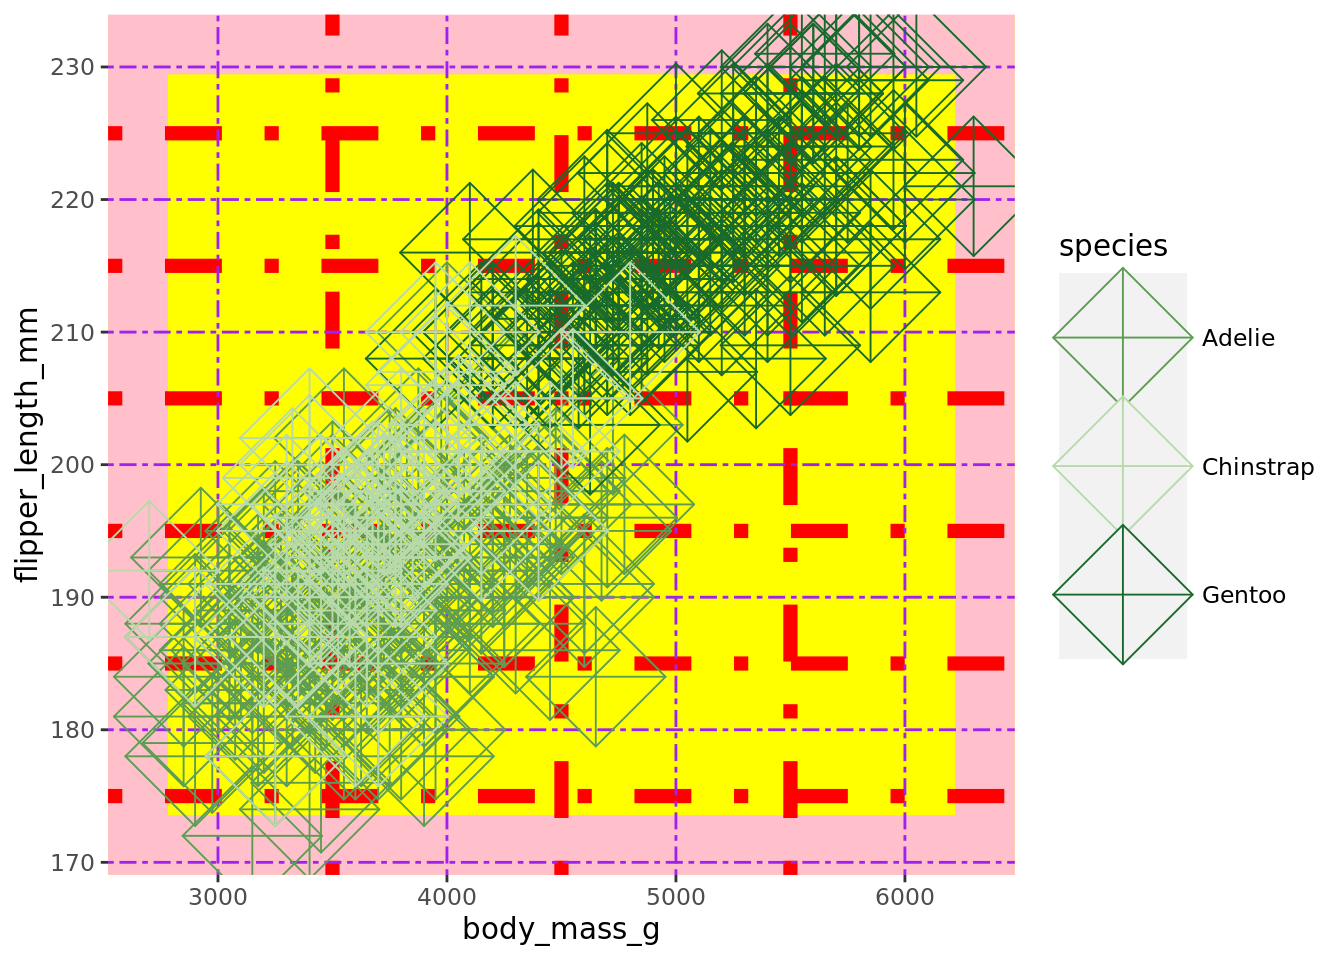 230
220
210
200
190
180
170
flipper_length_mm
3000 4000 5000 6000
body_mass_g
species
Adelie
Chinstrap
Gentoo